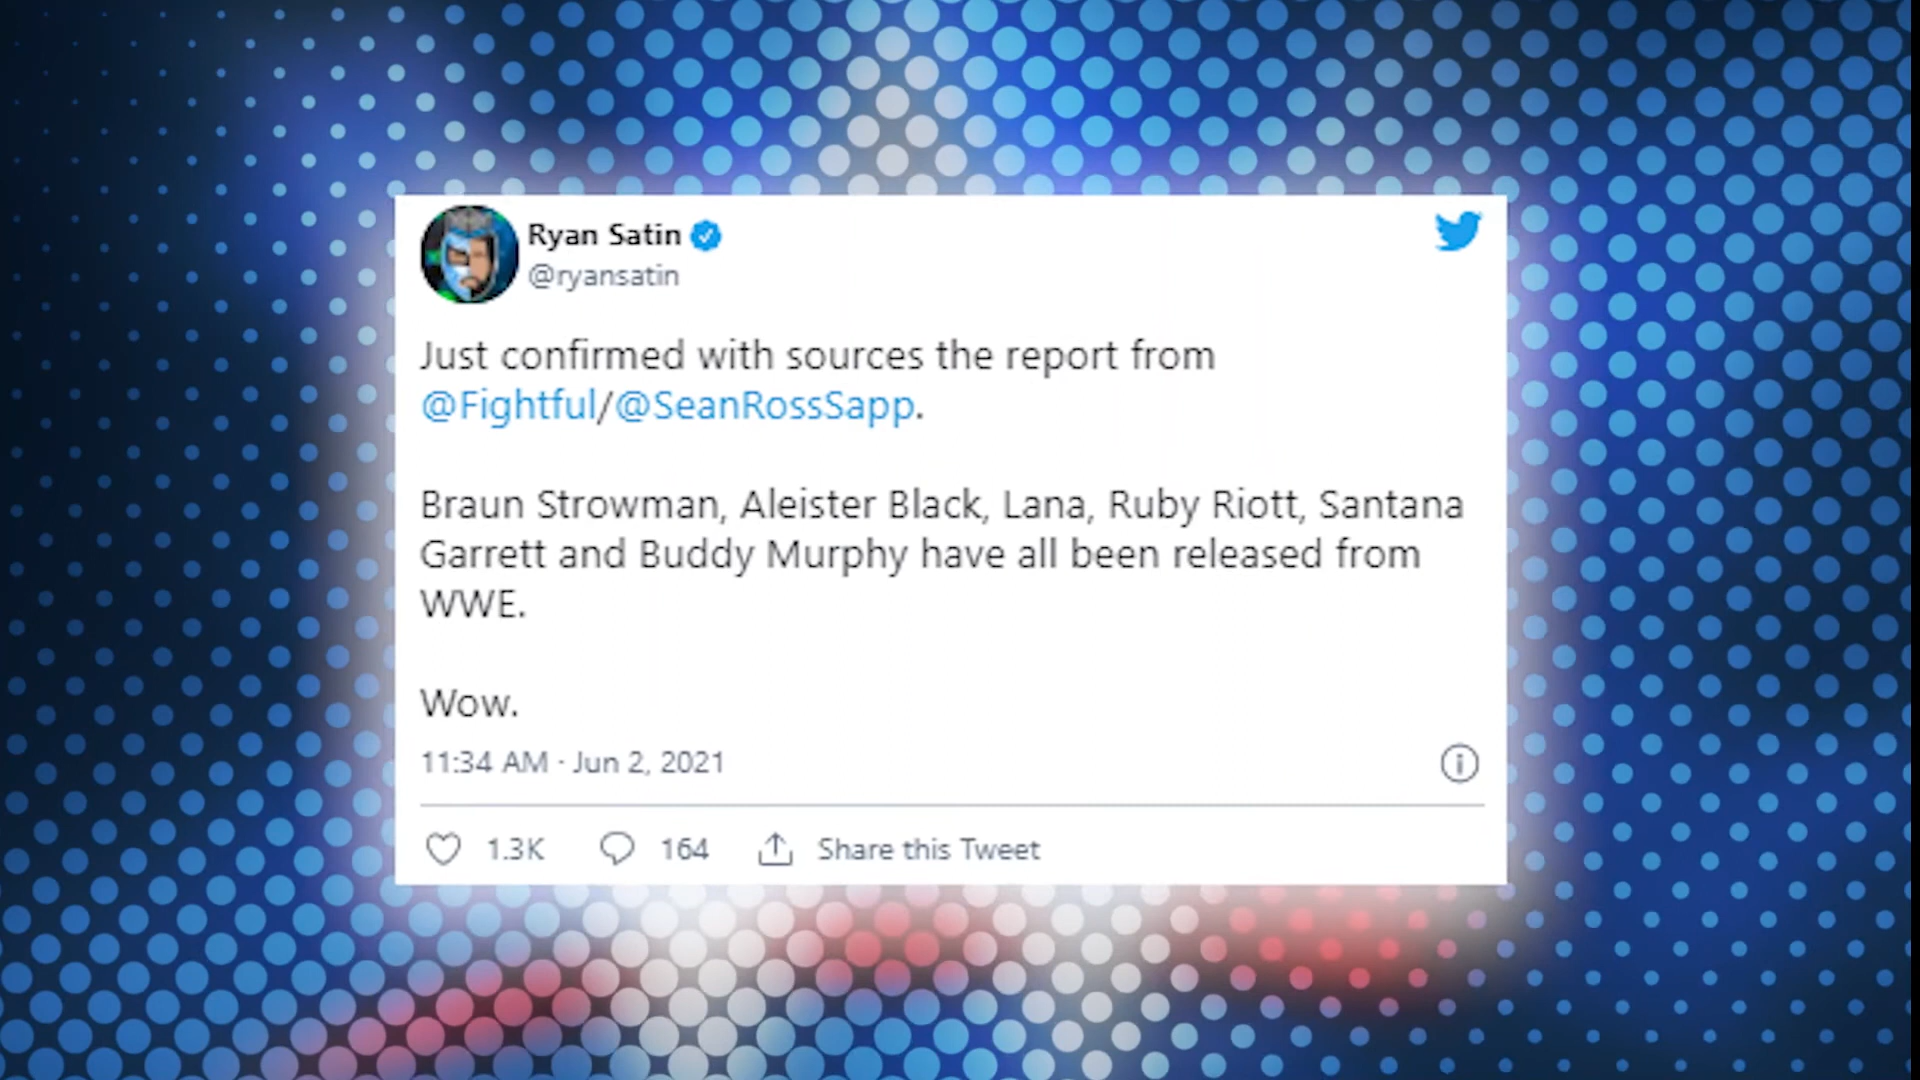 Ryan Satin
@ryansatin
Just confirmed with sources the report from
@Fightful/@SeanRossSapp.
Braun Strowman, Aleister Black, Lana, Ruby Riott, Santana
Garrett and Buddy Murphy have all been released from
WWE.
Wow.
11:34 AM · Jun 2, 2021
1.3K 164 Share this Tweet